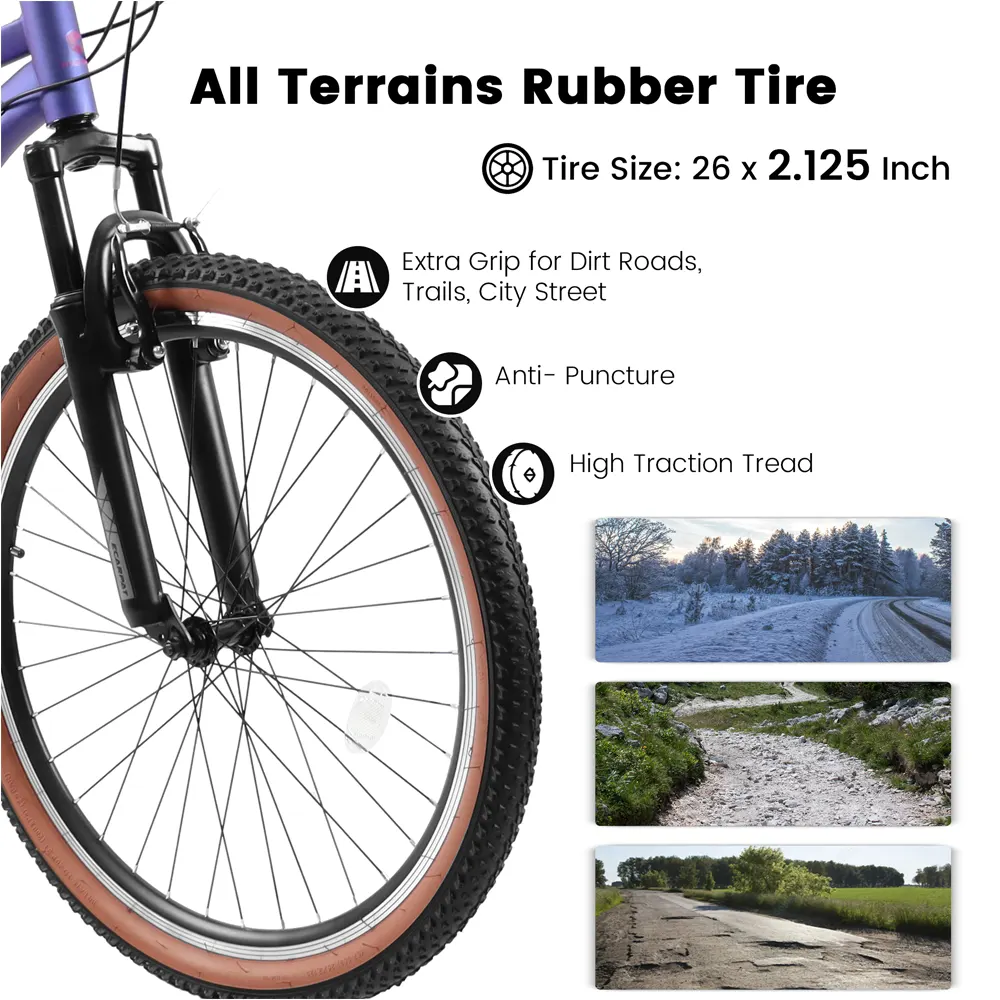 All Terrains Rubber Tire
Tire Size: 26 x 2.125 Inch
Extra Grip for Dirt Roads,
Trails, City Street
Anti- Puncture
High Traction Tread
ECARPAT